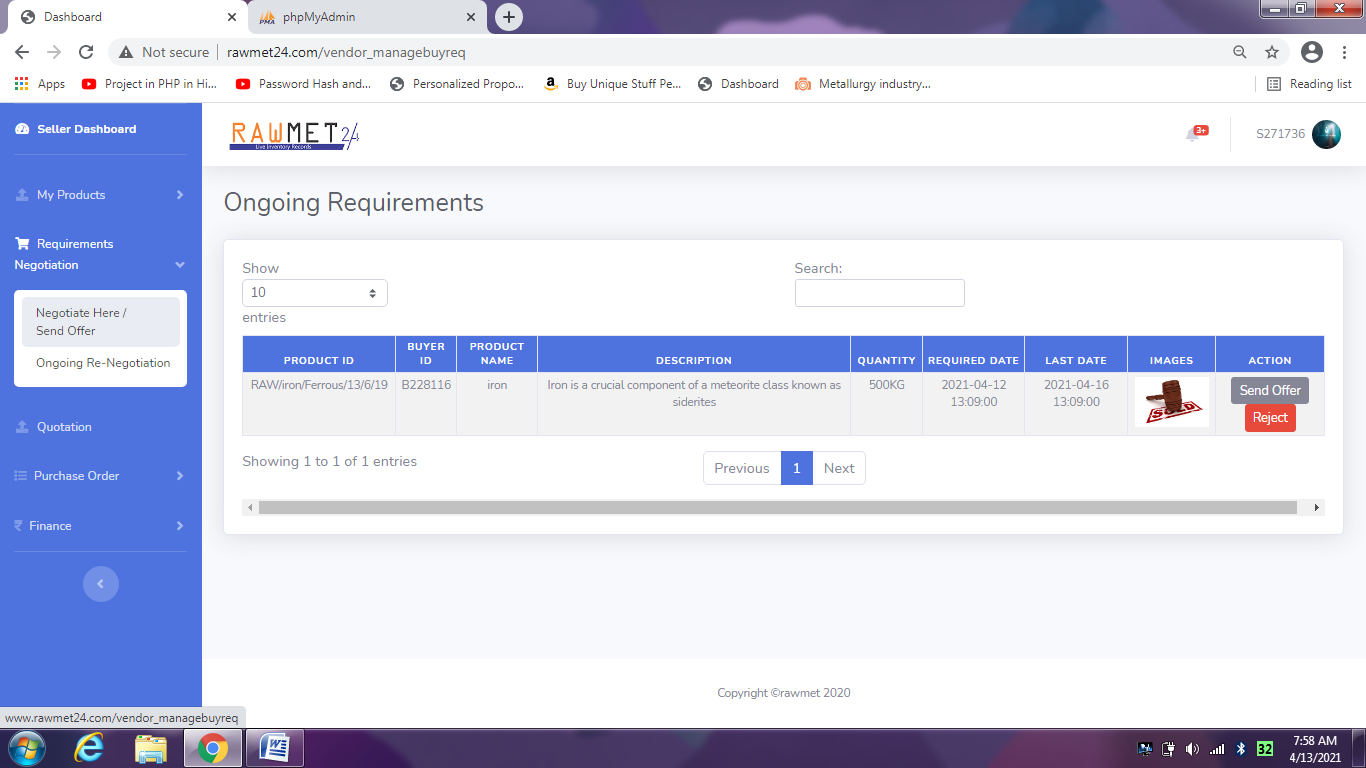 Dashboard
phpMyAdmin
Not secure
rawmet24.com/vendor_managebuyreq
Apps
Project in PHP in Hi...
Password Hash and...
Personalized Propo...
Buy Unique Stuff Pe...
Dashboard
Metallurgy industry...
Reading list
Seller Dashboard
My Products
Requirements
Negotiation
Negotiate Here /
Send Offer
Ongoing Re-Negotiation
Quotation
Purchase Order
Finance
RAWMET24
Live Inventory Records
3+
S271736
Ongoing Requirements
Show
10
entries
Search:
PRODUCT ID
BUYER
ID
PRODUCT
NAME
DESCRIPTION
QUANTITY
REQUIRED DATE
LAST DATE
IMAGES
ACTION
RAW/iron/Ferrous/13/6/19
B228116
iron
Iron is a crucial component of a meteorite class known as
siderites
500KG
2021-04-12
13:09:00
2021-04-16
13:09:00
SOLD
Send Offer
Reject
Showing 1 to 1 of 1 entries
Previous
1
Next
Copyright ©rawmet 2020
www.rawmet24.com/vendor_managebuyreq
32
7:58 AM
4/13/2021